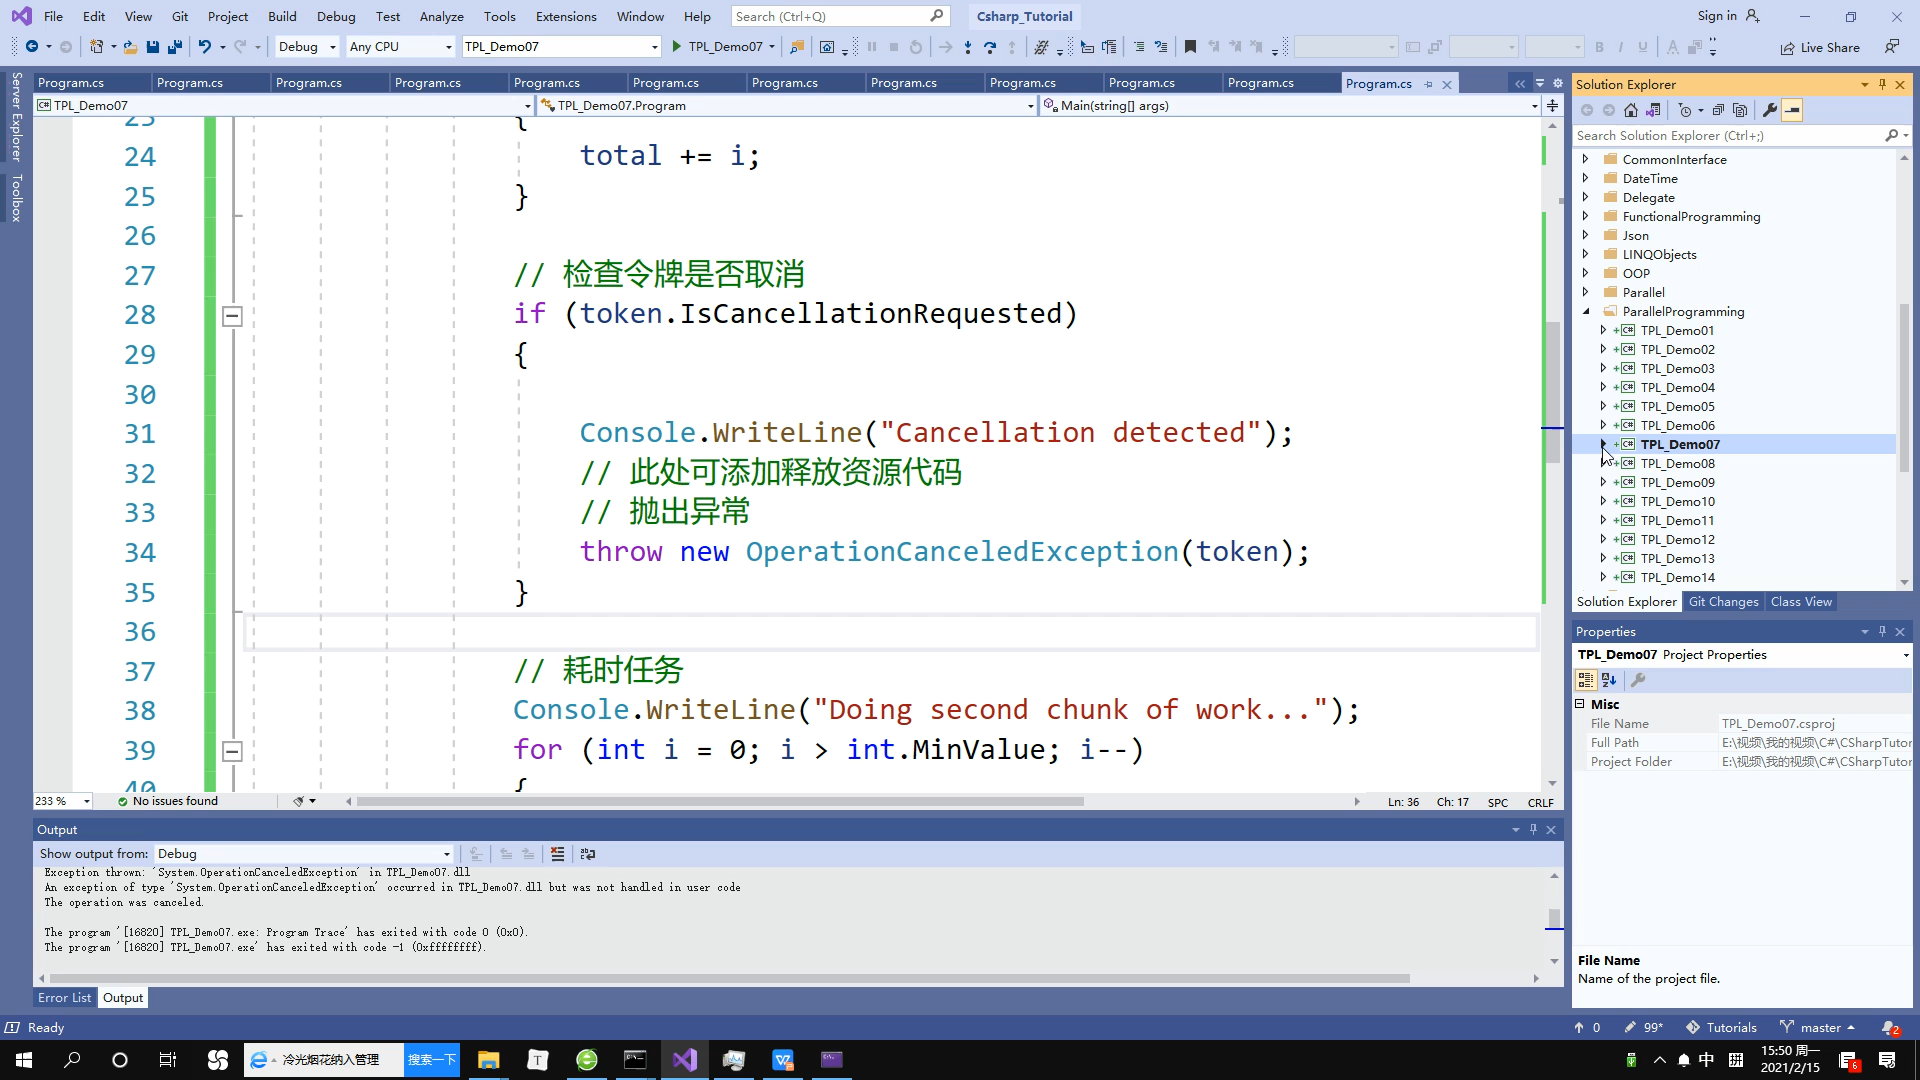 File Edit View Git Project Build Debug Test Analyze Tools Extensions Window Help Search (Ctrl+Q) Csharp_Tutorial Sign in
Debug Any CPU TPL_Demo07 TPL_Demo07 Live Share
Server Explorer
Toolbox
Program.cs Program.cs Program.cs Program.cs Program.cs Program.cs Program.cs Program.cs Program.cs Program.cs Program.cs Program.cs
TPL_Demo07 TPL_Demo07.Program Main(string[] args)
23 {
24 total += i;
25 }
26
27 // 检查令牌是否取消
28 if (token.IsCancellationRequested)
29 {
30
31 Console.WriteLine("Cancellation detected");
32 // 此处可添加释放资源代码
33 // 抛出异常
34 throw new OperationCanceledException(token);
35 }
36
37 // 耗时任务
38 Console.WriteLine("Doing second chunk of work...");
39 for (int i = 0; i > int.MinValue; i--)
40 {
233 % No issues found Ln: 36 Ch: 17 SPC CRLF
Output
Show output from: Debug
Exception thrown: 'System.OperationCanceledException' in TPL_Demo07.dll
An exception of type 'System.OperationCanceledException' occurred in TPL_Demo07.dll but was not handled in user code
The operation was canceled.
The program '[16820] TPL_Demo07.exe: Program Trace' has exited with code 0 (0x0).
The program '[16820] TPL_Demo07.exe' has exited with code -1 (0xffffffff).
Error List Output
Solution Explorer
Search Solution Explorer (Ctrl+;)
CommonInterface
DateTime
Delegate
FunctionalProgramming
Json
LINQObjects
OOP
Parallel
ParallelProgramming
TPL_Demo01
TPL_Demo02
TPL_Demo03
TPL_Demo04
TPL_Demo05
TPL_Demo06
TPL_Demo07
TPL_Demo08
TPL_Demo09
TPL_Demo10
TPL_Demo11
TPL_Demo12
TPL_Demo13
TPL_Demo14
Solution Explorer Git Changes Class View
Properties
TPL_Demo07 Project Properties
Misc
File Name TPL_Demo07.csproj
Full Path E:\视频\我的视频\C#\CSharpTutor
Project Folder E:\视频\我的视频\C#\CSharpTutor
File Name
Name of the project file.
Ready 0 99* Tutorials master 2
冷光烟花纳入管理 搜索一下 中 15:50 周一
2021/2/15 6